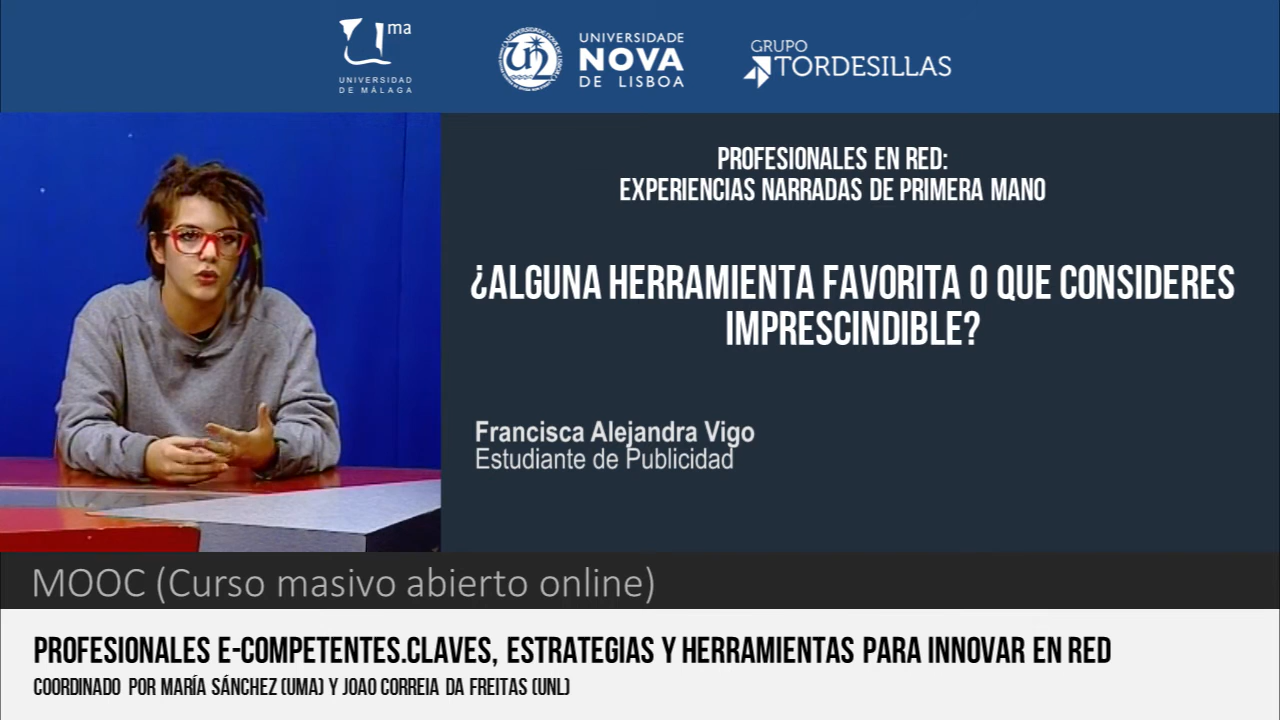 ma
UNIVERSIDAD
DE MÁLAGA
UNIVERSIDADE
NOVA
DE LISBOA
GRUPO
TORDESILLAS
PROFESIONALES EN RED:
EXPERIENCIAS NARRADAS DE PRIMERA MANO
¿ALGUNA HERRAMIENTA FAVORITA O QUE CONSIDERES
IMPRESCINDIBLE?
Francisca Alejandra Vigo
Estudiante de Publicidad
MOOC (Curso masivo abierto online)
PROFESIONALES E-COMPETENTES.CLAVES, ESTRATEGIAS Y HERRAMIENTAS PARA INNOVAR EN RED
COORDINADO POR MARÍA SÁNCHEZ (UMA) Y JOAO CORREIA DA FREITAS (UNL)